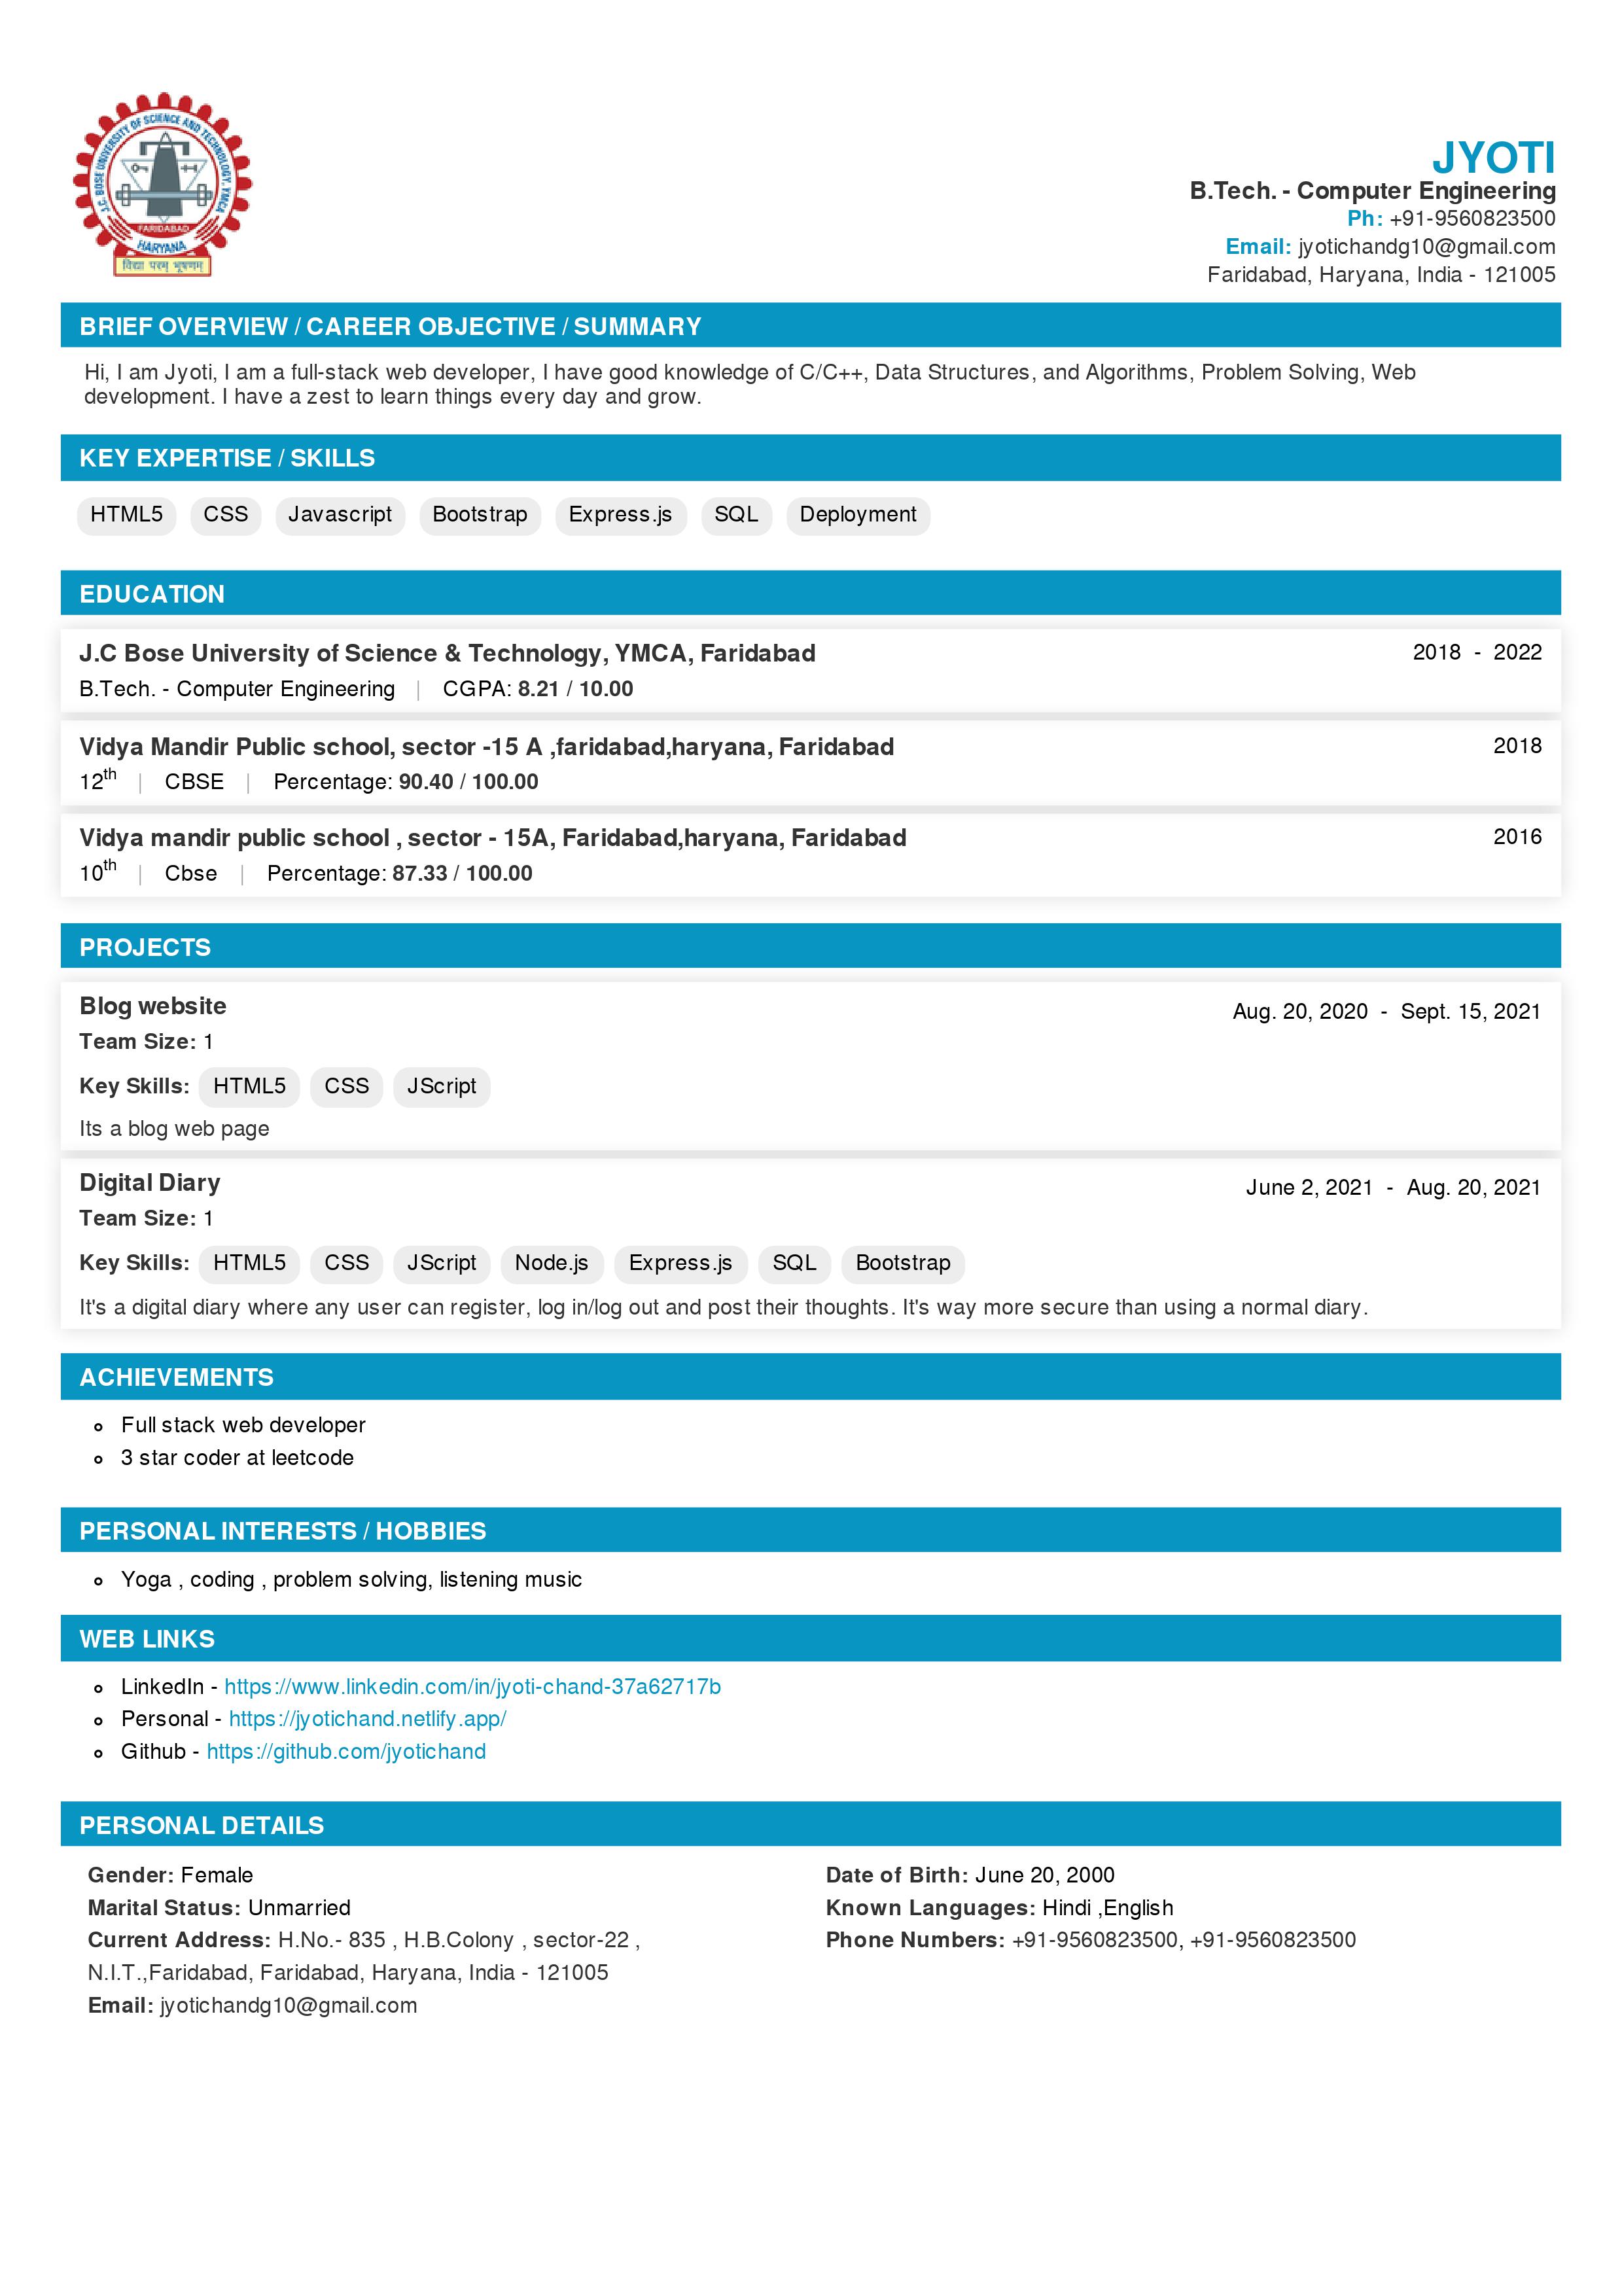 J.C. BOSE UNIVERSITY OF SCIENCE AND TECHNOLOGY, YMCA
FARIDABAD
HARYANA
विद्या परम् भूषणम्
JYOTI
B.Tech. - Computer Engineering
Ph: +91-9560823500
Email: jyotichandg10@gmail.com
Faridabad, Haryana, India - 121005
BRIEF OVERVIEW / CAREER OBJECTIVE / SUMMARY
Hi, I am Jyoti, I am a full-stack web developer, I have good knowledge of C/C++, Data Structures, and Algorithms, Problem Solving, Web
development. I have a zest to learn things every day and grow.
KEY EXPERTISE / SKILLS
HTML5 CSS Javascript Bootstrap Express.js SQL Deployment
EDUCATION
J.C Bose University of Science & Technology, YMCA, Faridabad 2018 - 2022
B.Tech. - Computer Engineering | CGPA: 8.21 / 10.00
Vidya Mandir Public school, sector -15 A ,faridabad,haryana, Faridabad 2018
12th | CBSE | Percentage: 90.40 / 100.00
Vidya mandir public school , sector - 15A, Faridabad,haryana, Faridabad 2016
10th | Cbse | Percentage: 87.33 / 100.00
PROJECTS
Blog website Aug. 20, 2020 - Sept. 15, 2021
Team Size: 1
Key Skills: HTML5 CSS JScript
Its a blog web page
Digital Diary June 2, 2021 - Aug. 20, 2021
Team Size: 1
Key Skills: HTML5 CSS JScript Node.js Express.js SQL Bootstrap
It's a digital diary where any user can register, log in/log out and post their thoughts. It's way more secure than using a normal diary.
ACHIEVEMENTS
Full stack web developer
3 star coder at leetcode
PERSONAL INTERESTS / HOBBIES
Yoga , coding , problem solving, listening music
WEB LINKS
LinkedIn - https://www.linkedin.com/in/jyoti-chand-37a62717b
Personal - https://jyotichand.netlify.app/
Github - https://github.com/jyotichand
PERSONAL DETAILS
Gender: Female Date of Birth: June 20, 2000
Marital Status: Unmarried Known Languages: Hindi ,English
Current Address: H.No.- 835 , H.B.Colony , sector-22 , Phone Numbers: +91-9560823500, +91-9560823500
N.I.T.,Faridabad, Faridabad, Haryana, India - 121005
Email: jyotichandg10@gmail.com